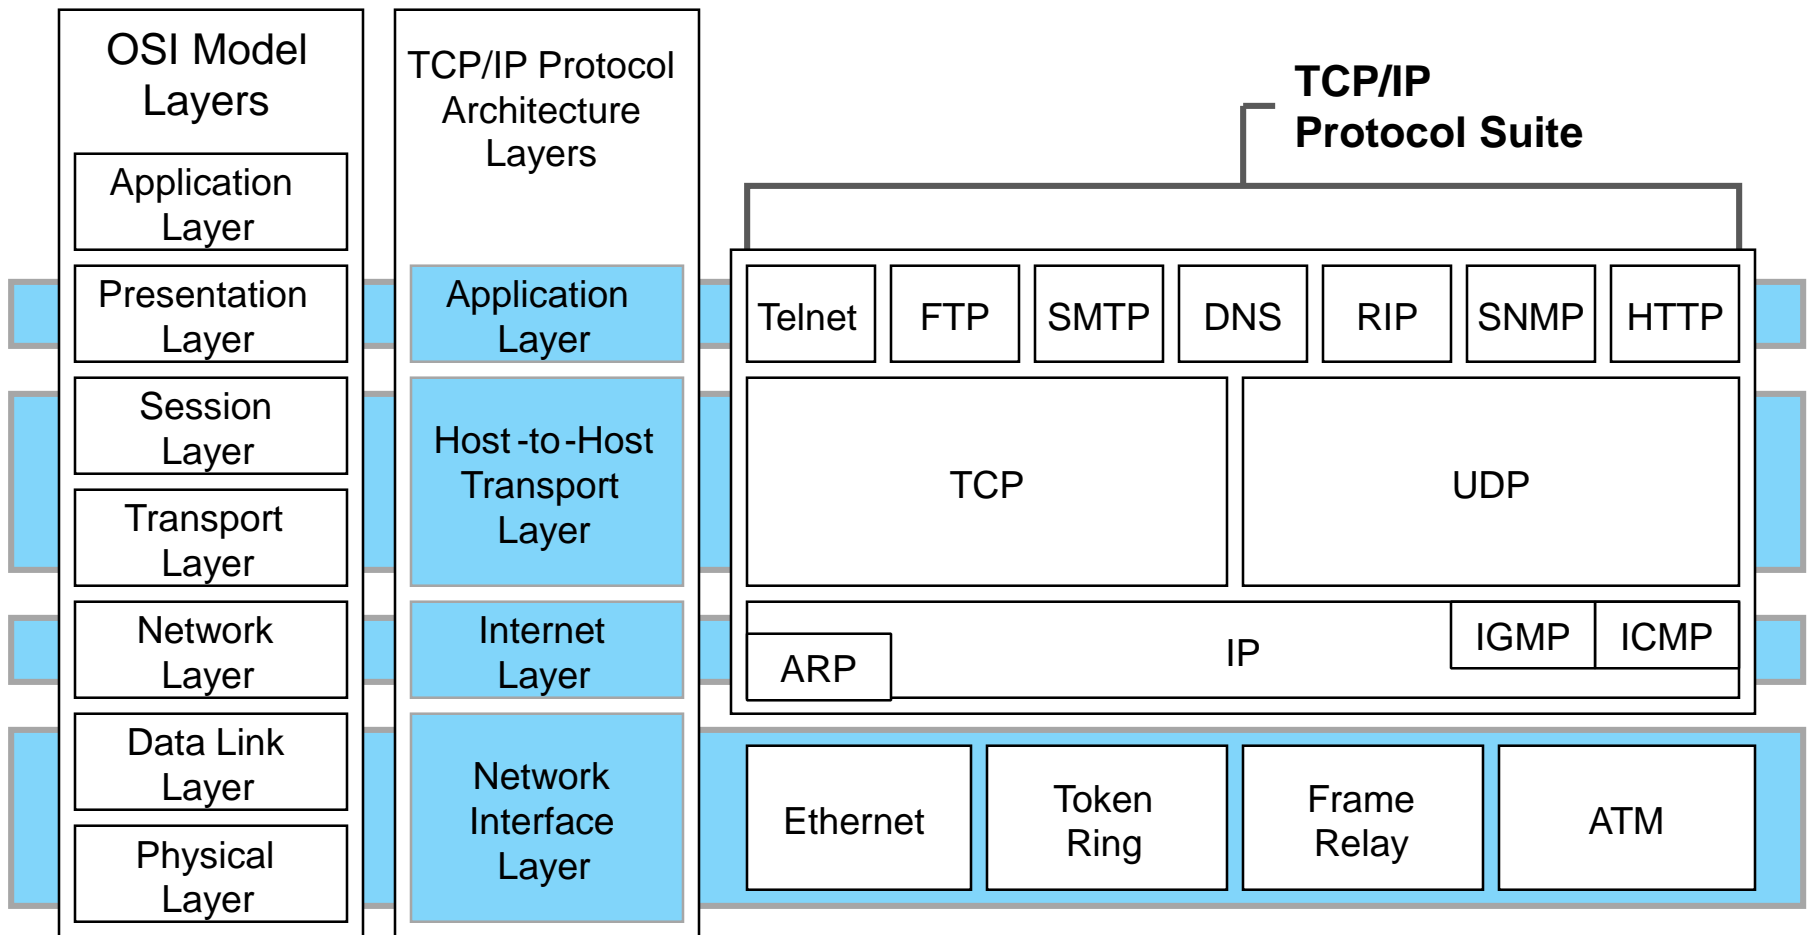 OSI Model
Layers
Application
Layer
Presentation
Layer
Session
Layer
Transport
Layer
Network
Layer
Data Link
Layer
Physical
Layer
TCP/IP Protocol
Architecture
Layers
Application
Layer
Host-to-Host
Transport
Layer
Internet
Layer
Network
Interface
Layer
TCP/IP
Protocol Suite
Telnet
FTP
SMTP
DNS
RIP
SNMP
HTTP
TCP
UDP
ARP
IP
IGMP
ICMP
Ethernet
Token
Ring
Frame
Relay
ATM